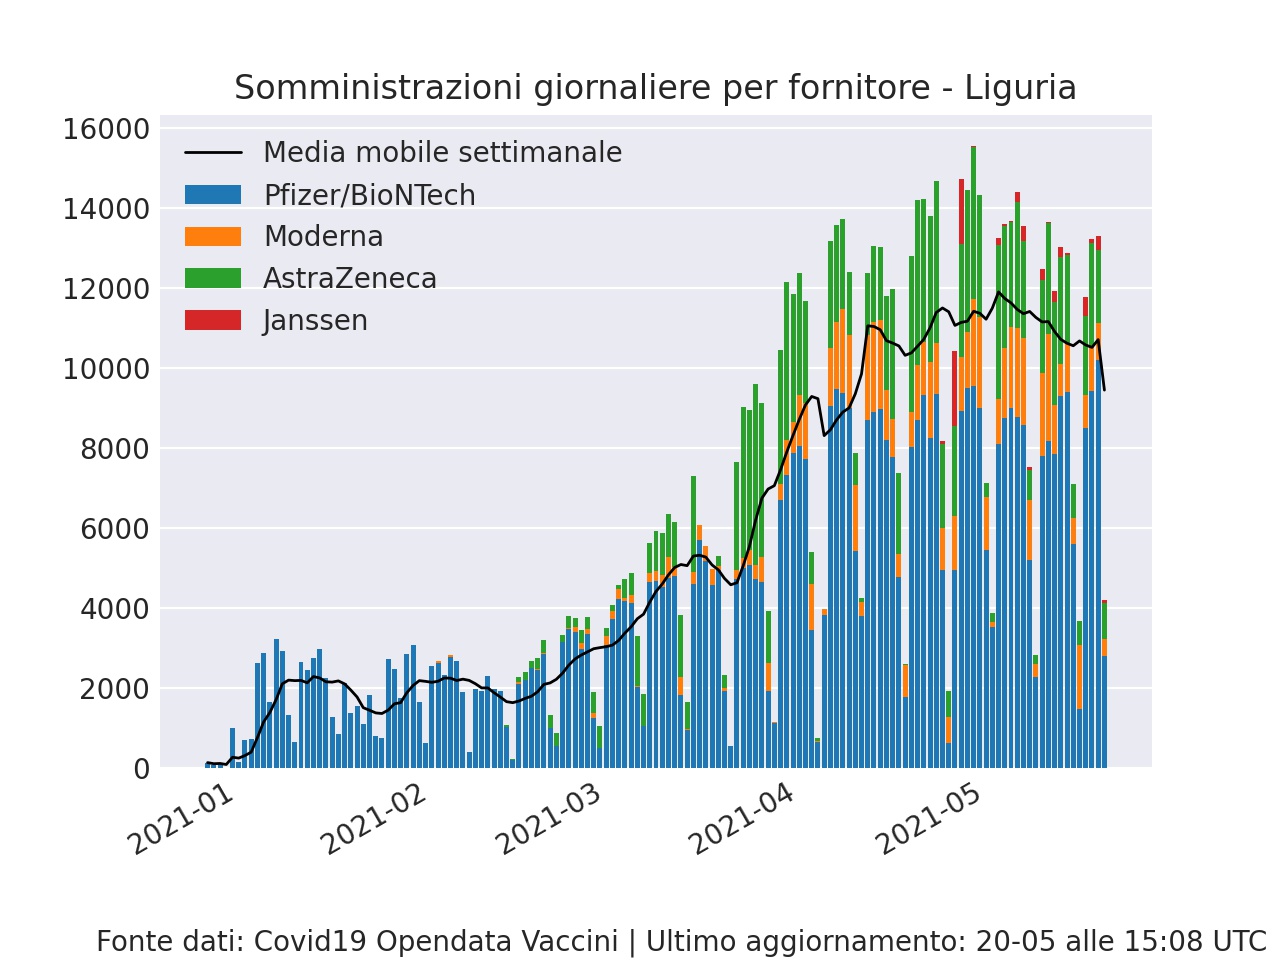 Somministrazioni giornaliere per fornitore - Liguria
16000
14000
12000
10000
8000
6000
4000
2000
0
Media mobile settimanale
Pfizer/BioNTech
Moderna
AstraZeneca
Janssen
2021-01
2021-02
2021-03
2021-04
2021-05
Fonte dati: Covid19 Opendata Vaccini | Ultimo aggiornamento: 20-05 alle 15:08 UTC